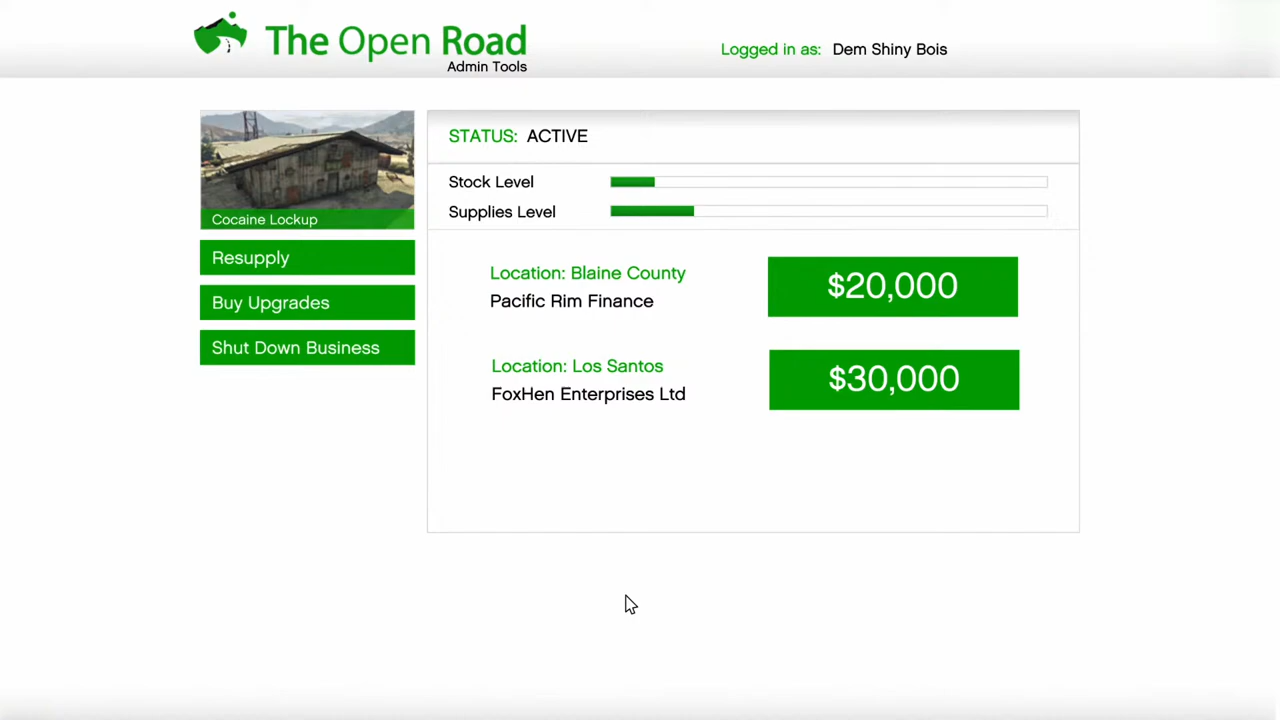 The Open Road
Admin Tools
Logged in as: Dem Shiny Bois
Cocaine Lockup
Resupply
Buy Upgrades
Shut Down Business
STATUS: ACTIVE
Stock Level
Supplies Level
Location: Blaine County
Pacific Rim Finance
$20,000
Location: Los Santos
FoxHen Enterprises Ltd
$30,000